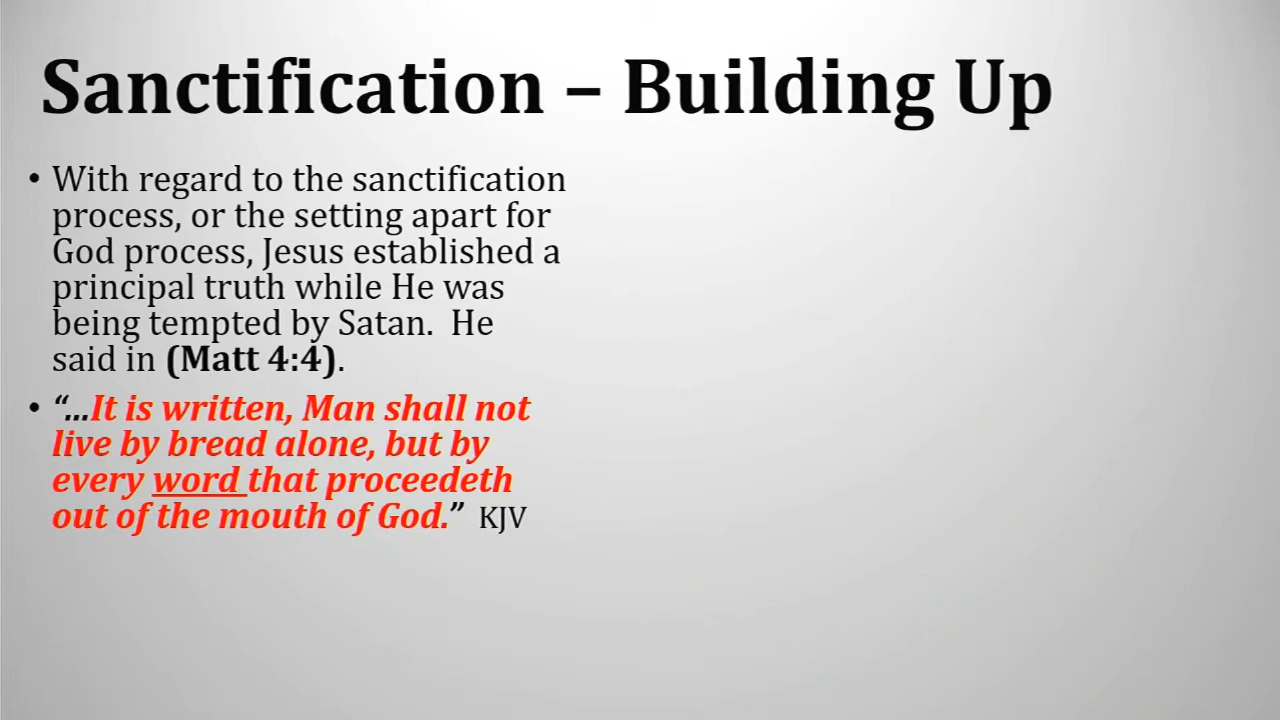 Sanctification – Building Up
• With regard to the sanctification
process, or the setting apart for
God process, Jesus established a
principal truth while He was
being tempted by Satan.  He
said in (Matt 4:4).
• “…It is written, Man shall not
live by bread alone, but by
every word that proceedeth
out of the mouth of God.”  KJV